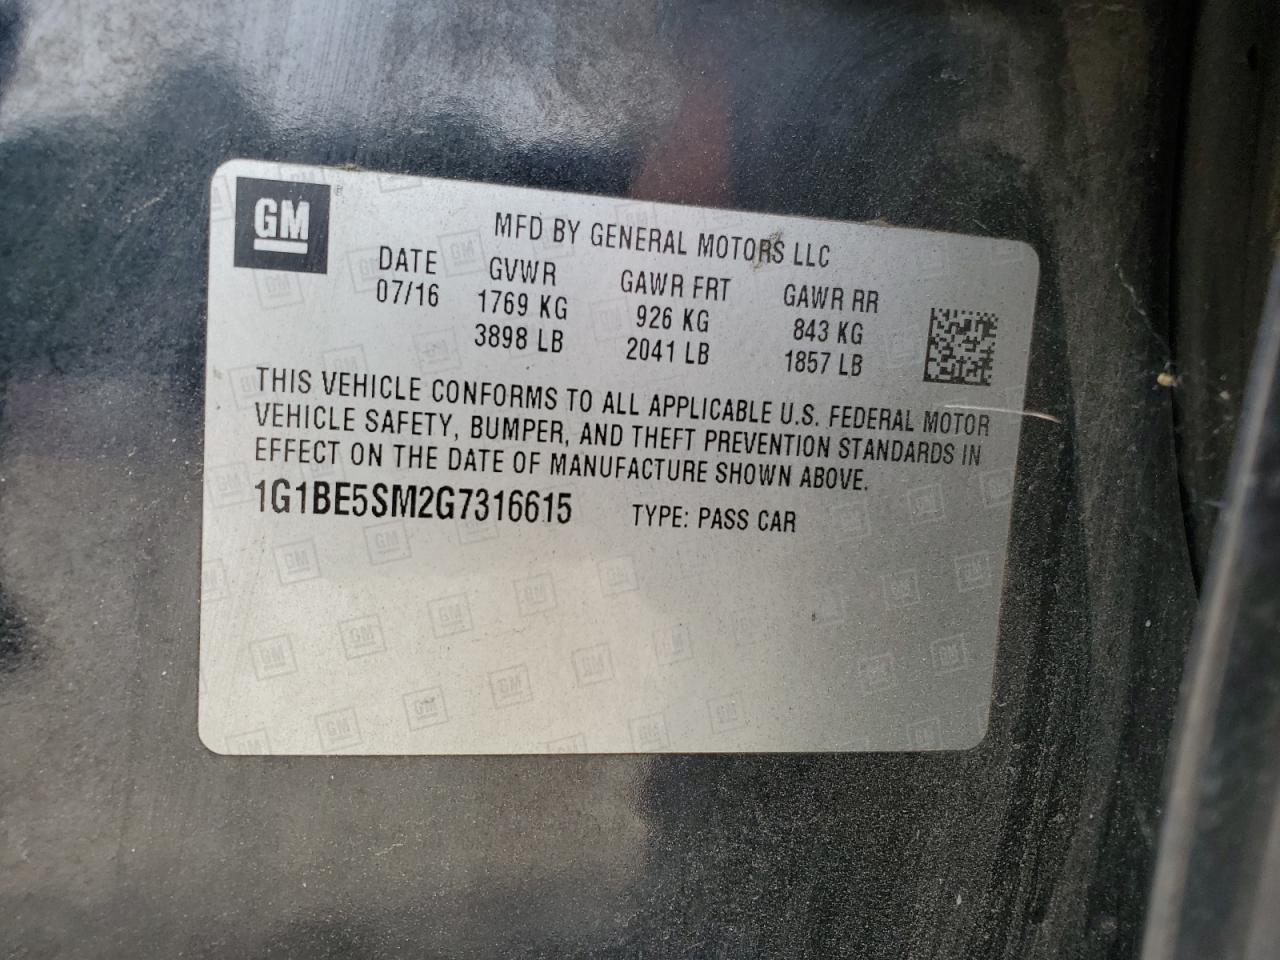 GM
MFD BY GENERAL MOTORS LLC
DATE GVWR GAWR FRT GAWR RR
07/16 1769 KG 926 KG 843 KG
3898 LB 2041 LB 1857 LB
THIS VEHICLE CONFORMS TO ALL APPLICABLE U.S. FEDERAL MOTOR
VEHICLE SAFETY, BUMPER, AND THEFT PREVENTION STANDARDS IN
EFFECT ON THE DATE OF MANUFACTURE SHOWN ABOVE.
1G1BE5SM2G7316615 TYPE: PASS CAR